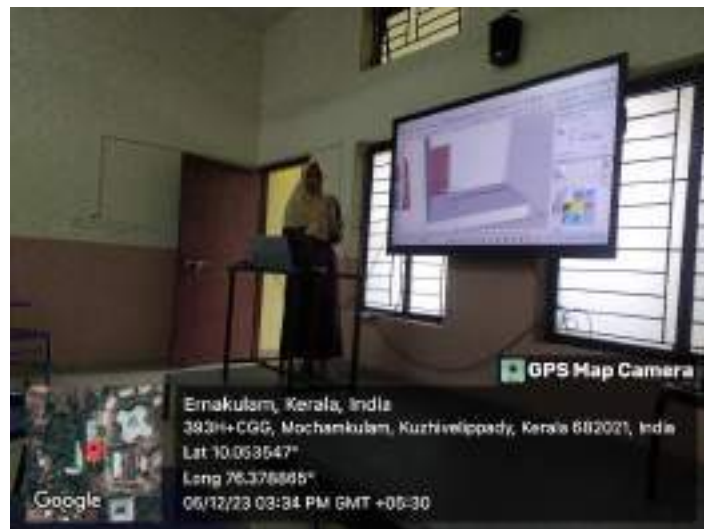 GPS Map Camera
Ernakulam, Kerala, India
393H+CGG, Mochamkulam, Kuzhivelippady, Kerala 682021, India
Lat 10.053547°
Long 76.378865°
05/12/23 03:34 PM GMT +05:30
Google